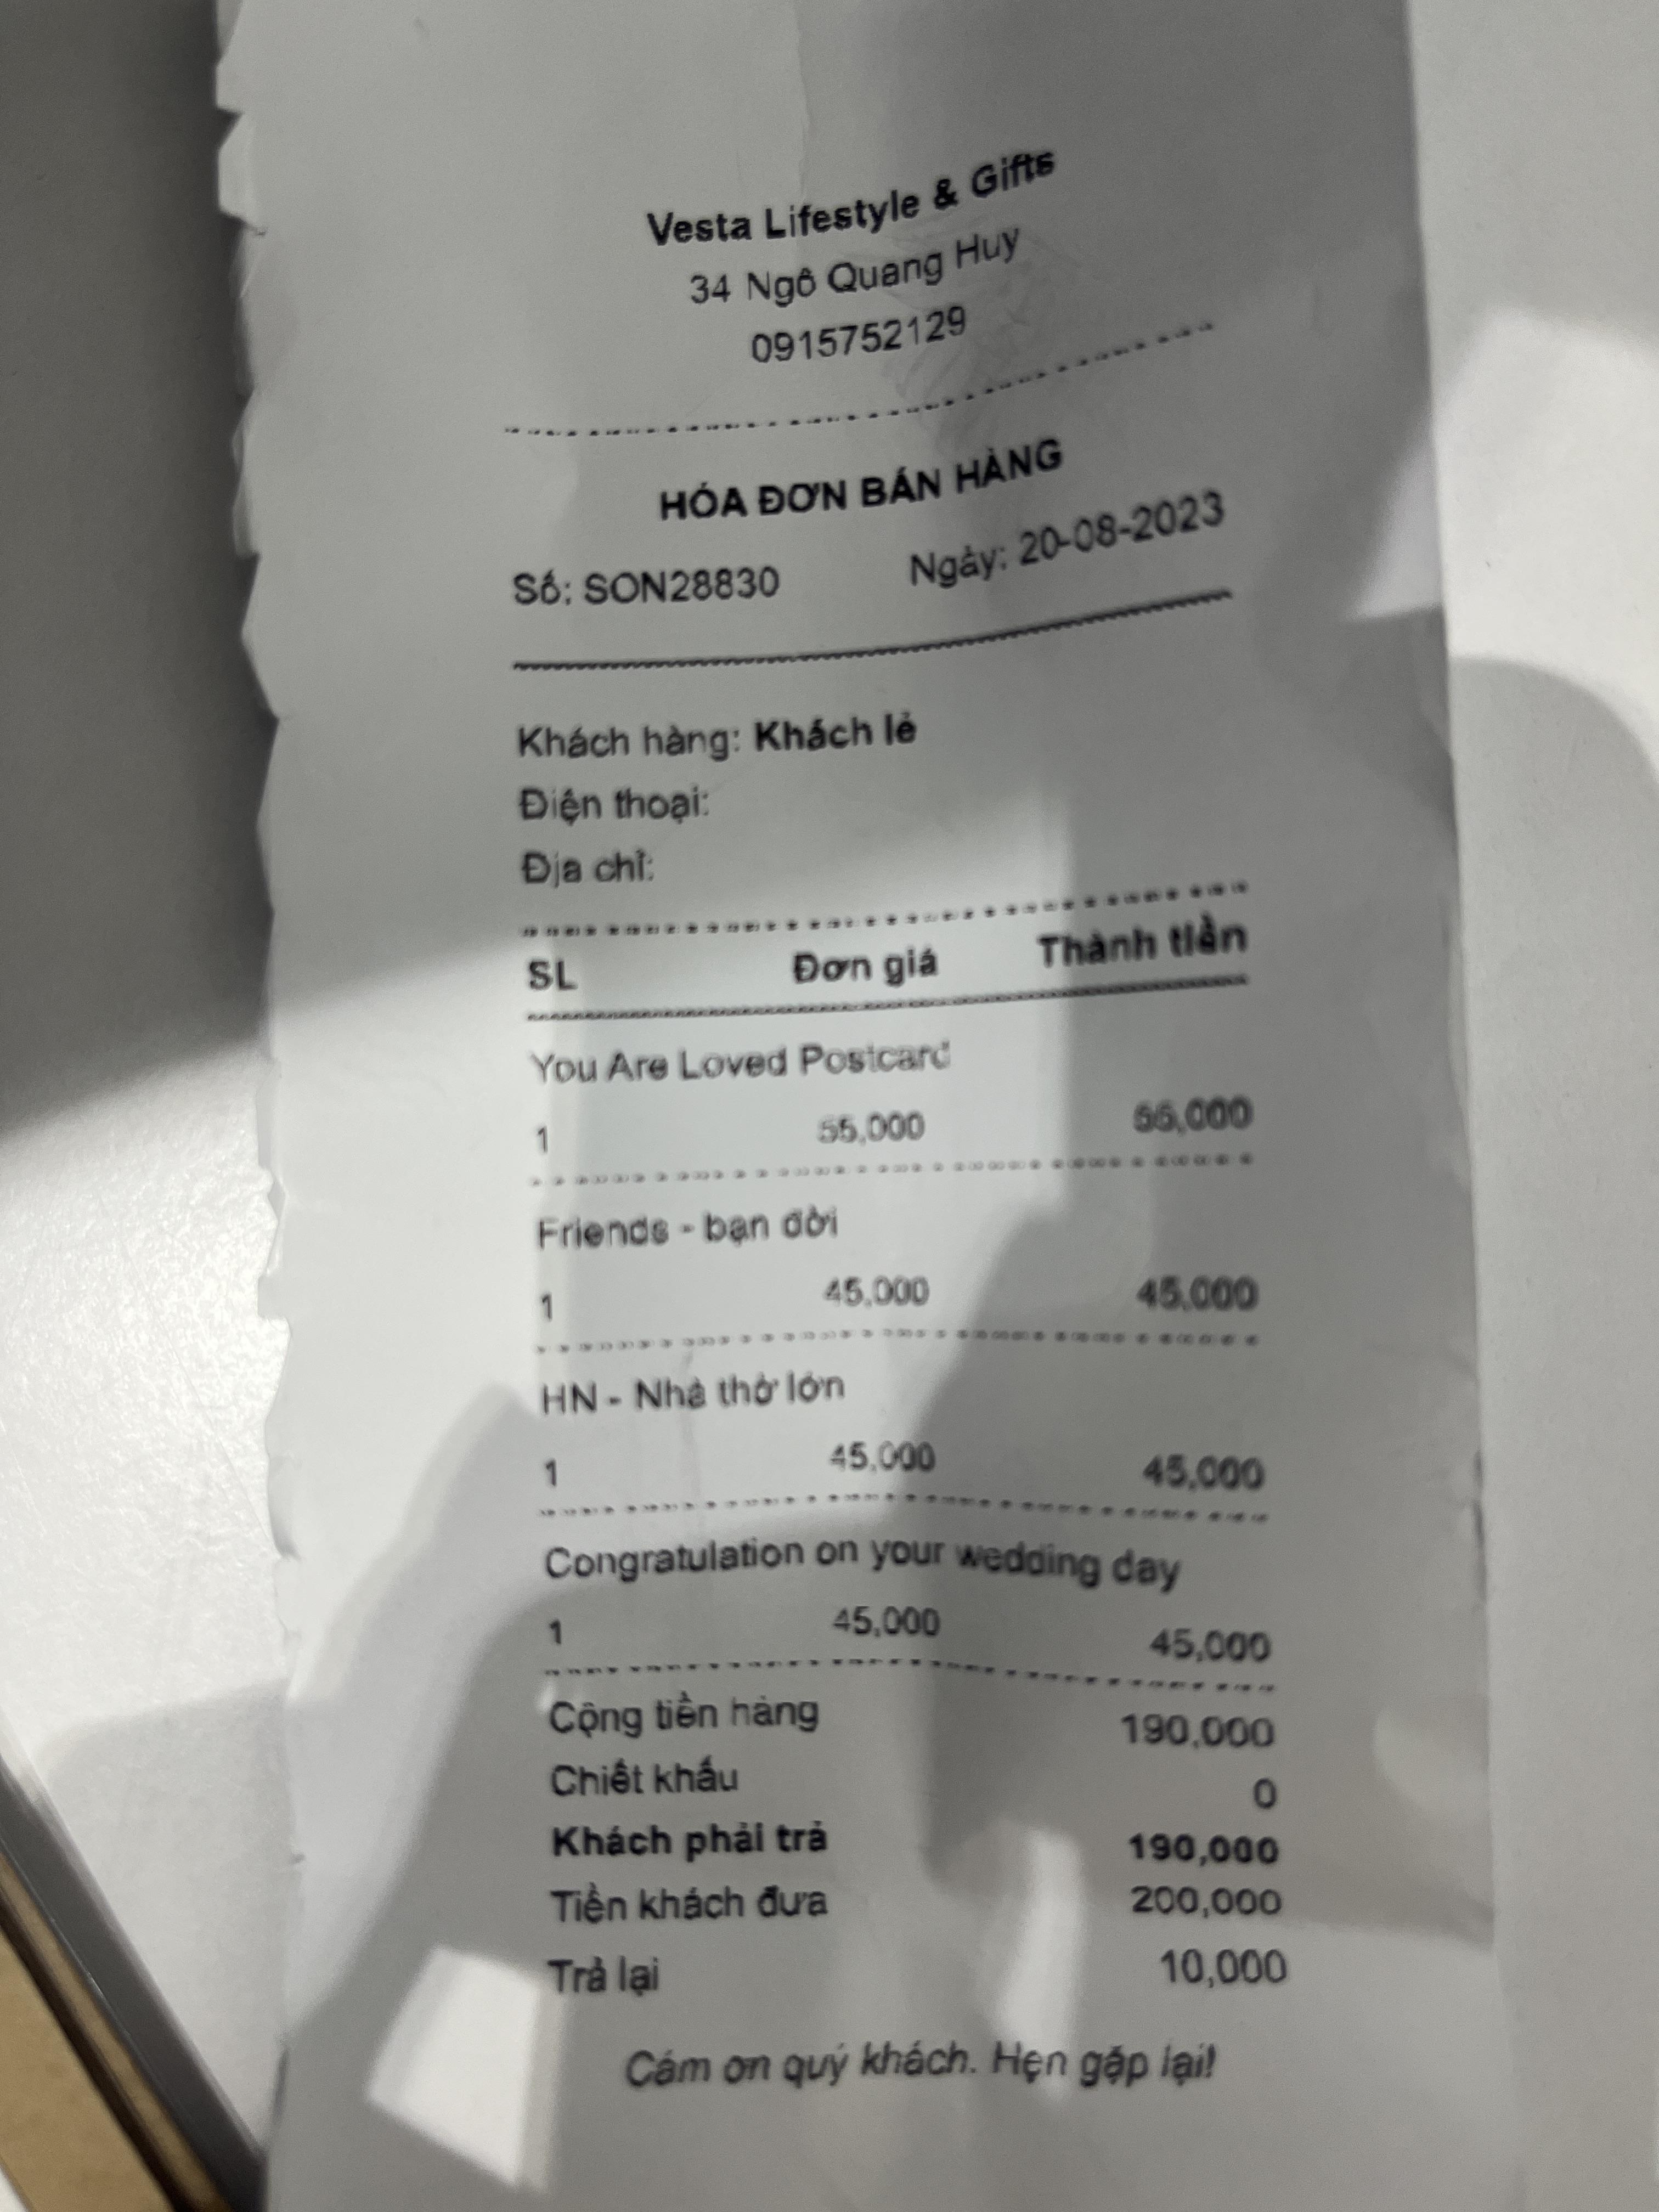 Vesta Lifestyle & Gifts
34 Ngô Quang Huy
0915752129
HÓA ĐƠN BÁN HÀNG
Số: SON28830 Ngày: 20-08-2023
Khách hàng: Khách lẻ
Điện thoại:
Địa chỉ:
SL Đơn giá Thành tiền
You Are Loved Postcard
1 55,000 55,000
Friends - bạn đời
1 45,000 45,000
HN - Nhà thờ lớn
1 45,000 45,000
Congratulation on your wedding day
1 45,000 45,000
Cộng tiền hàng 190,000
Chiết khấu 0
Khách phải trả 190,000
Tiền khách đưa 200,000
Trả lại 10,000
Cám ơn quý khách. Hẹn gặp lại!